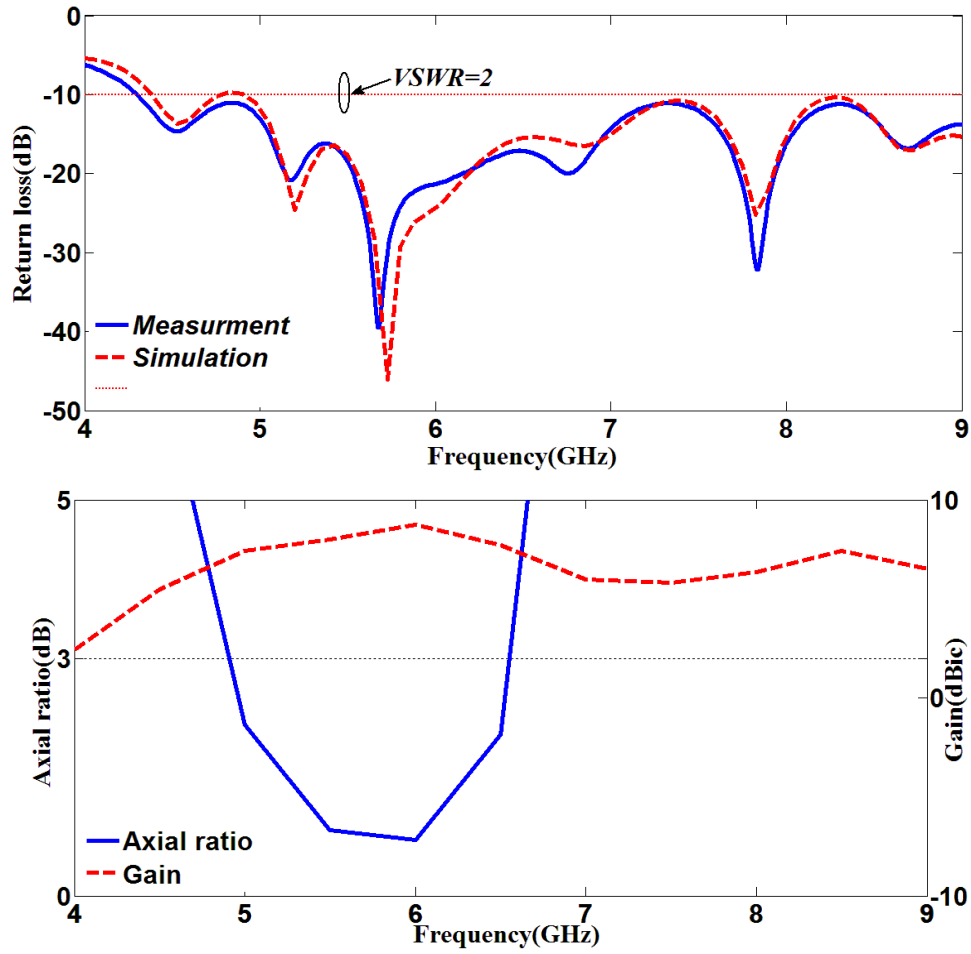 0
-10
-20
-30
-40
-50
Return loss(dB)
VSWR=2
Measurment
Simulation
4 5 6 7 8 9
Frequency(GHz)
5
3
0
Axial ratio(dB)
10
0
-10
Gain(dBic)
Axial ratio
Gain
4 5 6 7 8 9
Frequency(GHz)